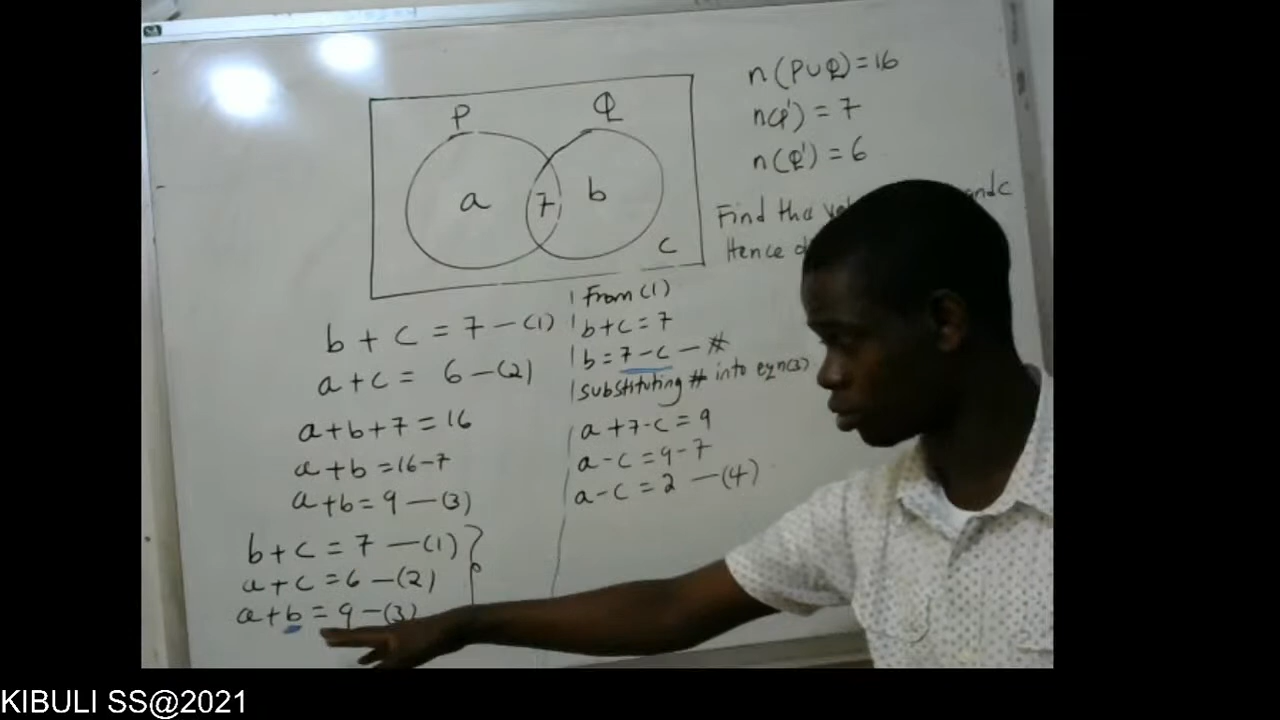 P Q
a 7 b
C
n(PUQ) = 16
n(P') = 7
n(Q') = 6
Find the and c
Hence
b + c = 7 — (1)
a + c = 6 — (2)
a + b + 7 = 16
a + b = 16 - 7
a + b = 9 — (3)
b + c = 7 — (1)
a + c = 6 — (2)
a + b = 9 — (3)
From (1)
b + c = 7
b = 7 - c — #
substituting # into eqn(3)
a + 7 - c = 9
a - c = 9 - 7
a - c = 2 — (4)
KIBULI SS@2021